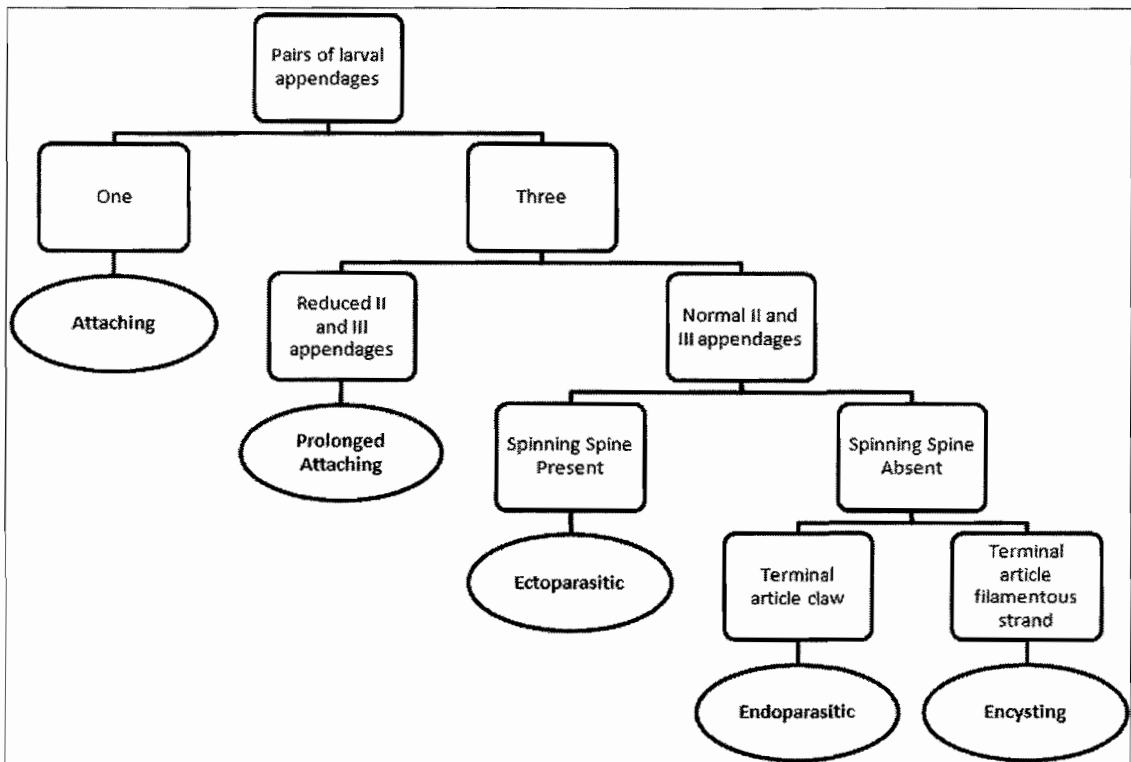 Pairs of larval
appendages
One
Three
Attaching
Reduced II
and III
appendages
Normal II and
III appendages
Prolonged
Attaching
Spinning Spine
Present
Spinning Spine
Absent
Ectoparasitic
Terminal
article claw
Terminal
article
filamentous
strand
Endoparasitic
Encysting